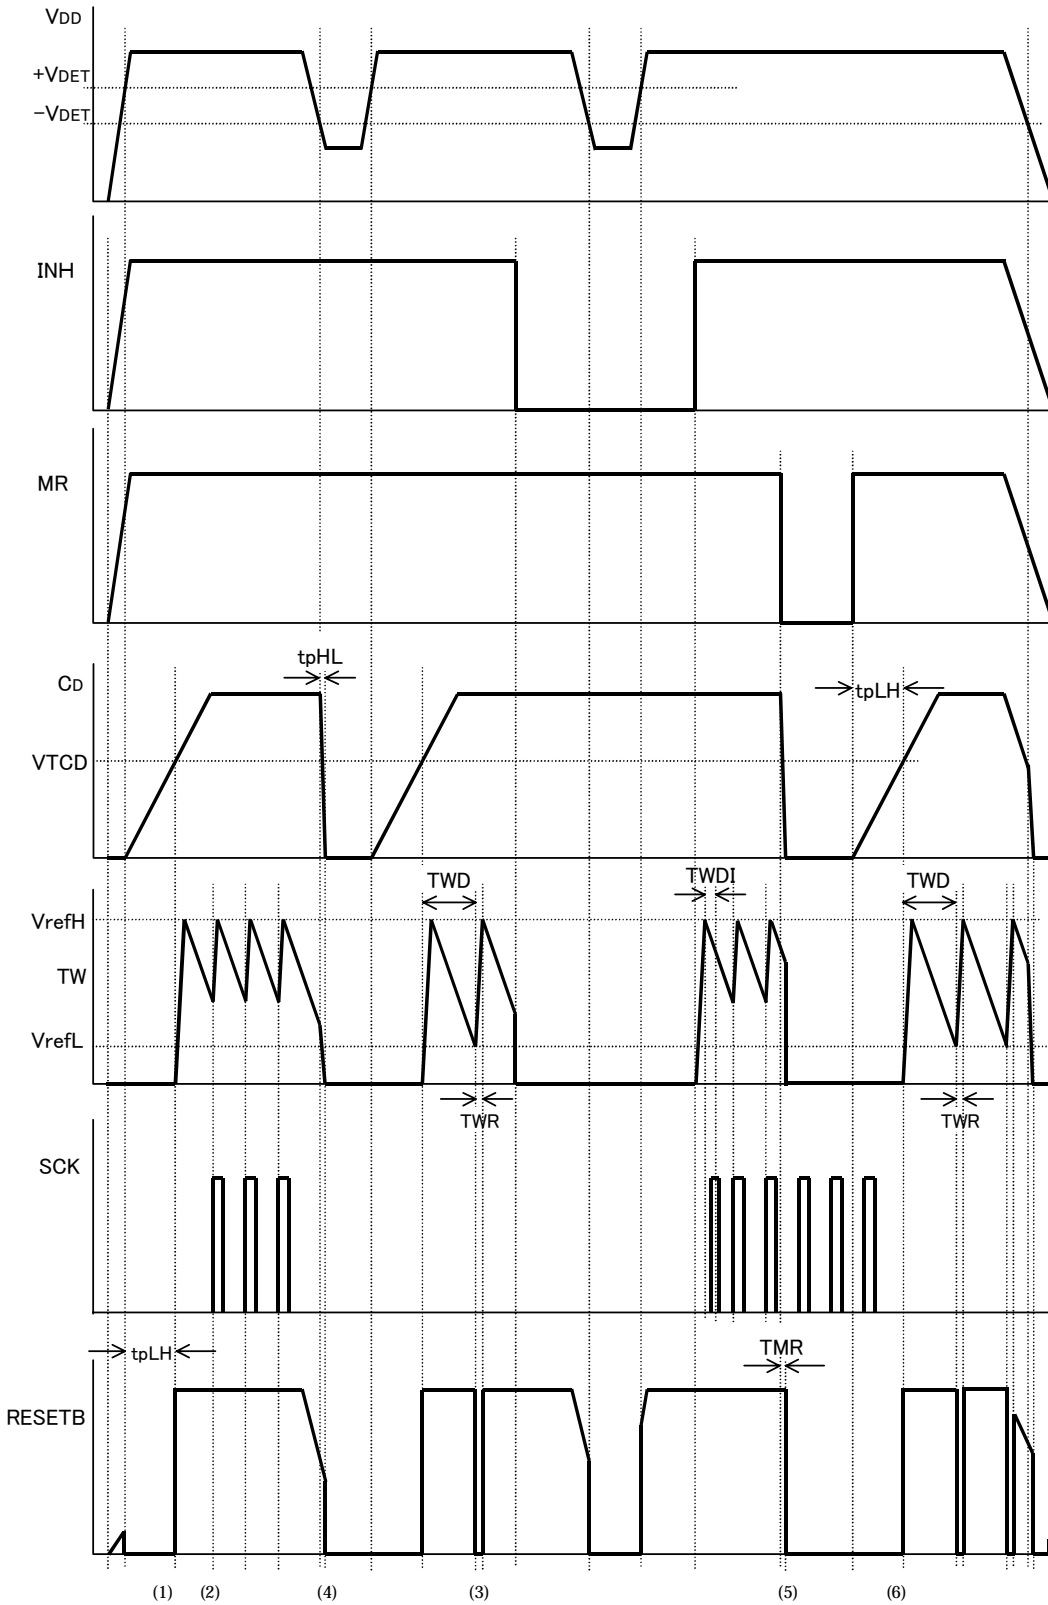 VDD
+VDET
−VDET
INH
MR
tpHL
CD
tpLH
VTCD
TWD
TWDI
TWD
VrefH
TW
VrefL
TWR
TWR
SCK
tpLH
TMR
RESETB
(1) (2) (4) (3) (5) (6)